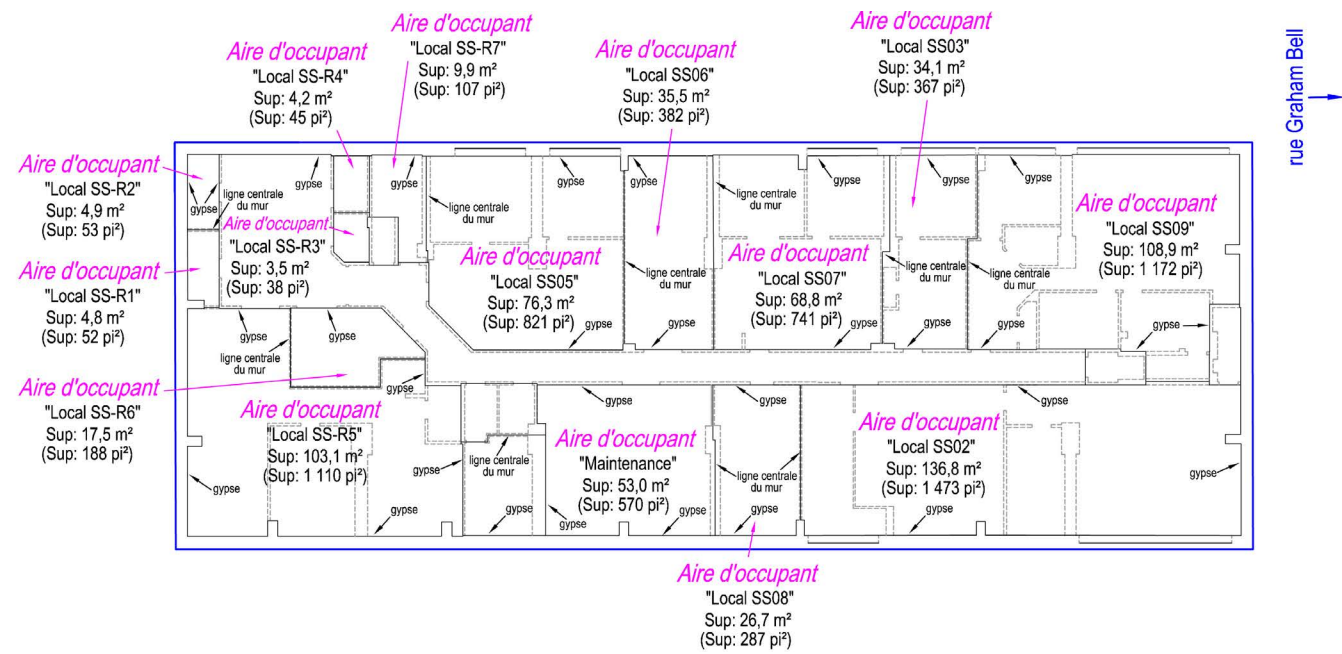 Aire d'occupant
"Local SS-R7"
Sup: 9,9 m²
(Sup: 107 pi²)
Aire d'occupant
"Local SS-R4"
Sup: 4,2 m²
(Sup: 45 pi²)
Aire d'occupant
"Local SS06"
Sup: 35,5 m²
(Sup: 382 pi²)
Aire d'occupant
"Local SS03"
Sup: 34,1 m²
(Sup: 367 pi²)
rue Graham Bell
Aire d'occupant
"Local SS-R2"
Sup: 4,9 m²
(Sup: 53 pi²)
gypse
ligne centrale
du mur
gypse
gypse
ligne centrale
du mur
gypse
gypse
ligne centrale
du mur
gypse
gypse
gypse
Aire d'occupant
"Local SS-R3"
Sup: 3,5 m²
(Sup: 38 pi²)
Aire d'occupant
"Local SS-R1"
Sup: 4,8 m²
(Sup: 52 pi²)
Aire d'occupant
"Local SS05"
Sup: 76,3 m²
(Sup: 821 pi²)
gypse
ligne centrale
du mur
gypse
Aire d'occupant
"Local SS07"
Sup: 68,8 m²
(Sup: 741 pi²)
gypse
ligne centrale
du mur
gypse
ligne centrale
du mur
gypse
Aire d'occupant
"Local SS09"
Sup: 108,9 m²
(Sup: 1 172 pi²)
gypse
gypse
gypse
ligne centrale
du mur
Aire d'occupant
"Local SS-R6"
Sup: 17,5 m²
(Sup: 188 pi²)
gypse
Aire d'occupant
"Local SS-R5"
Sup: 103,1 m²
(Sup: 1 110 pi²)
gypse
gypse
gypse
ligne centrale
du mur
gypse
gypse
Aire d'occupant
"Maintenance"
Sup: 53,0 m²
(Sup: 570 pi²)
gypse
gypse
gypse
ligne centrale
du mur
gypse
Aire d'occupant
"Local SS02"
Sup: 136,8 m²
(Sup: 1 473 pi²)
gypse
gypse
gypse
Aire d'occupant
"Local SS08"
Sup: 26,7 m²
(Sup: 287 pi²)